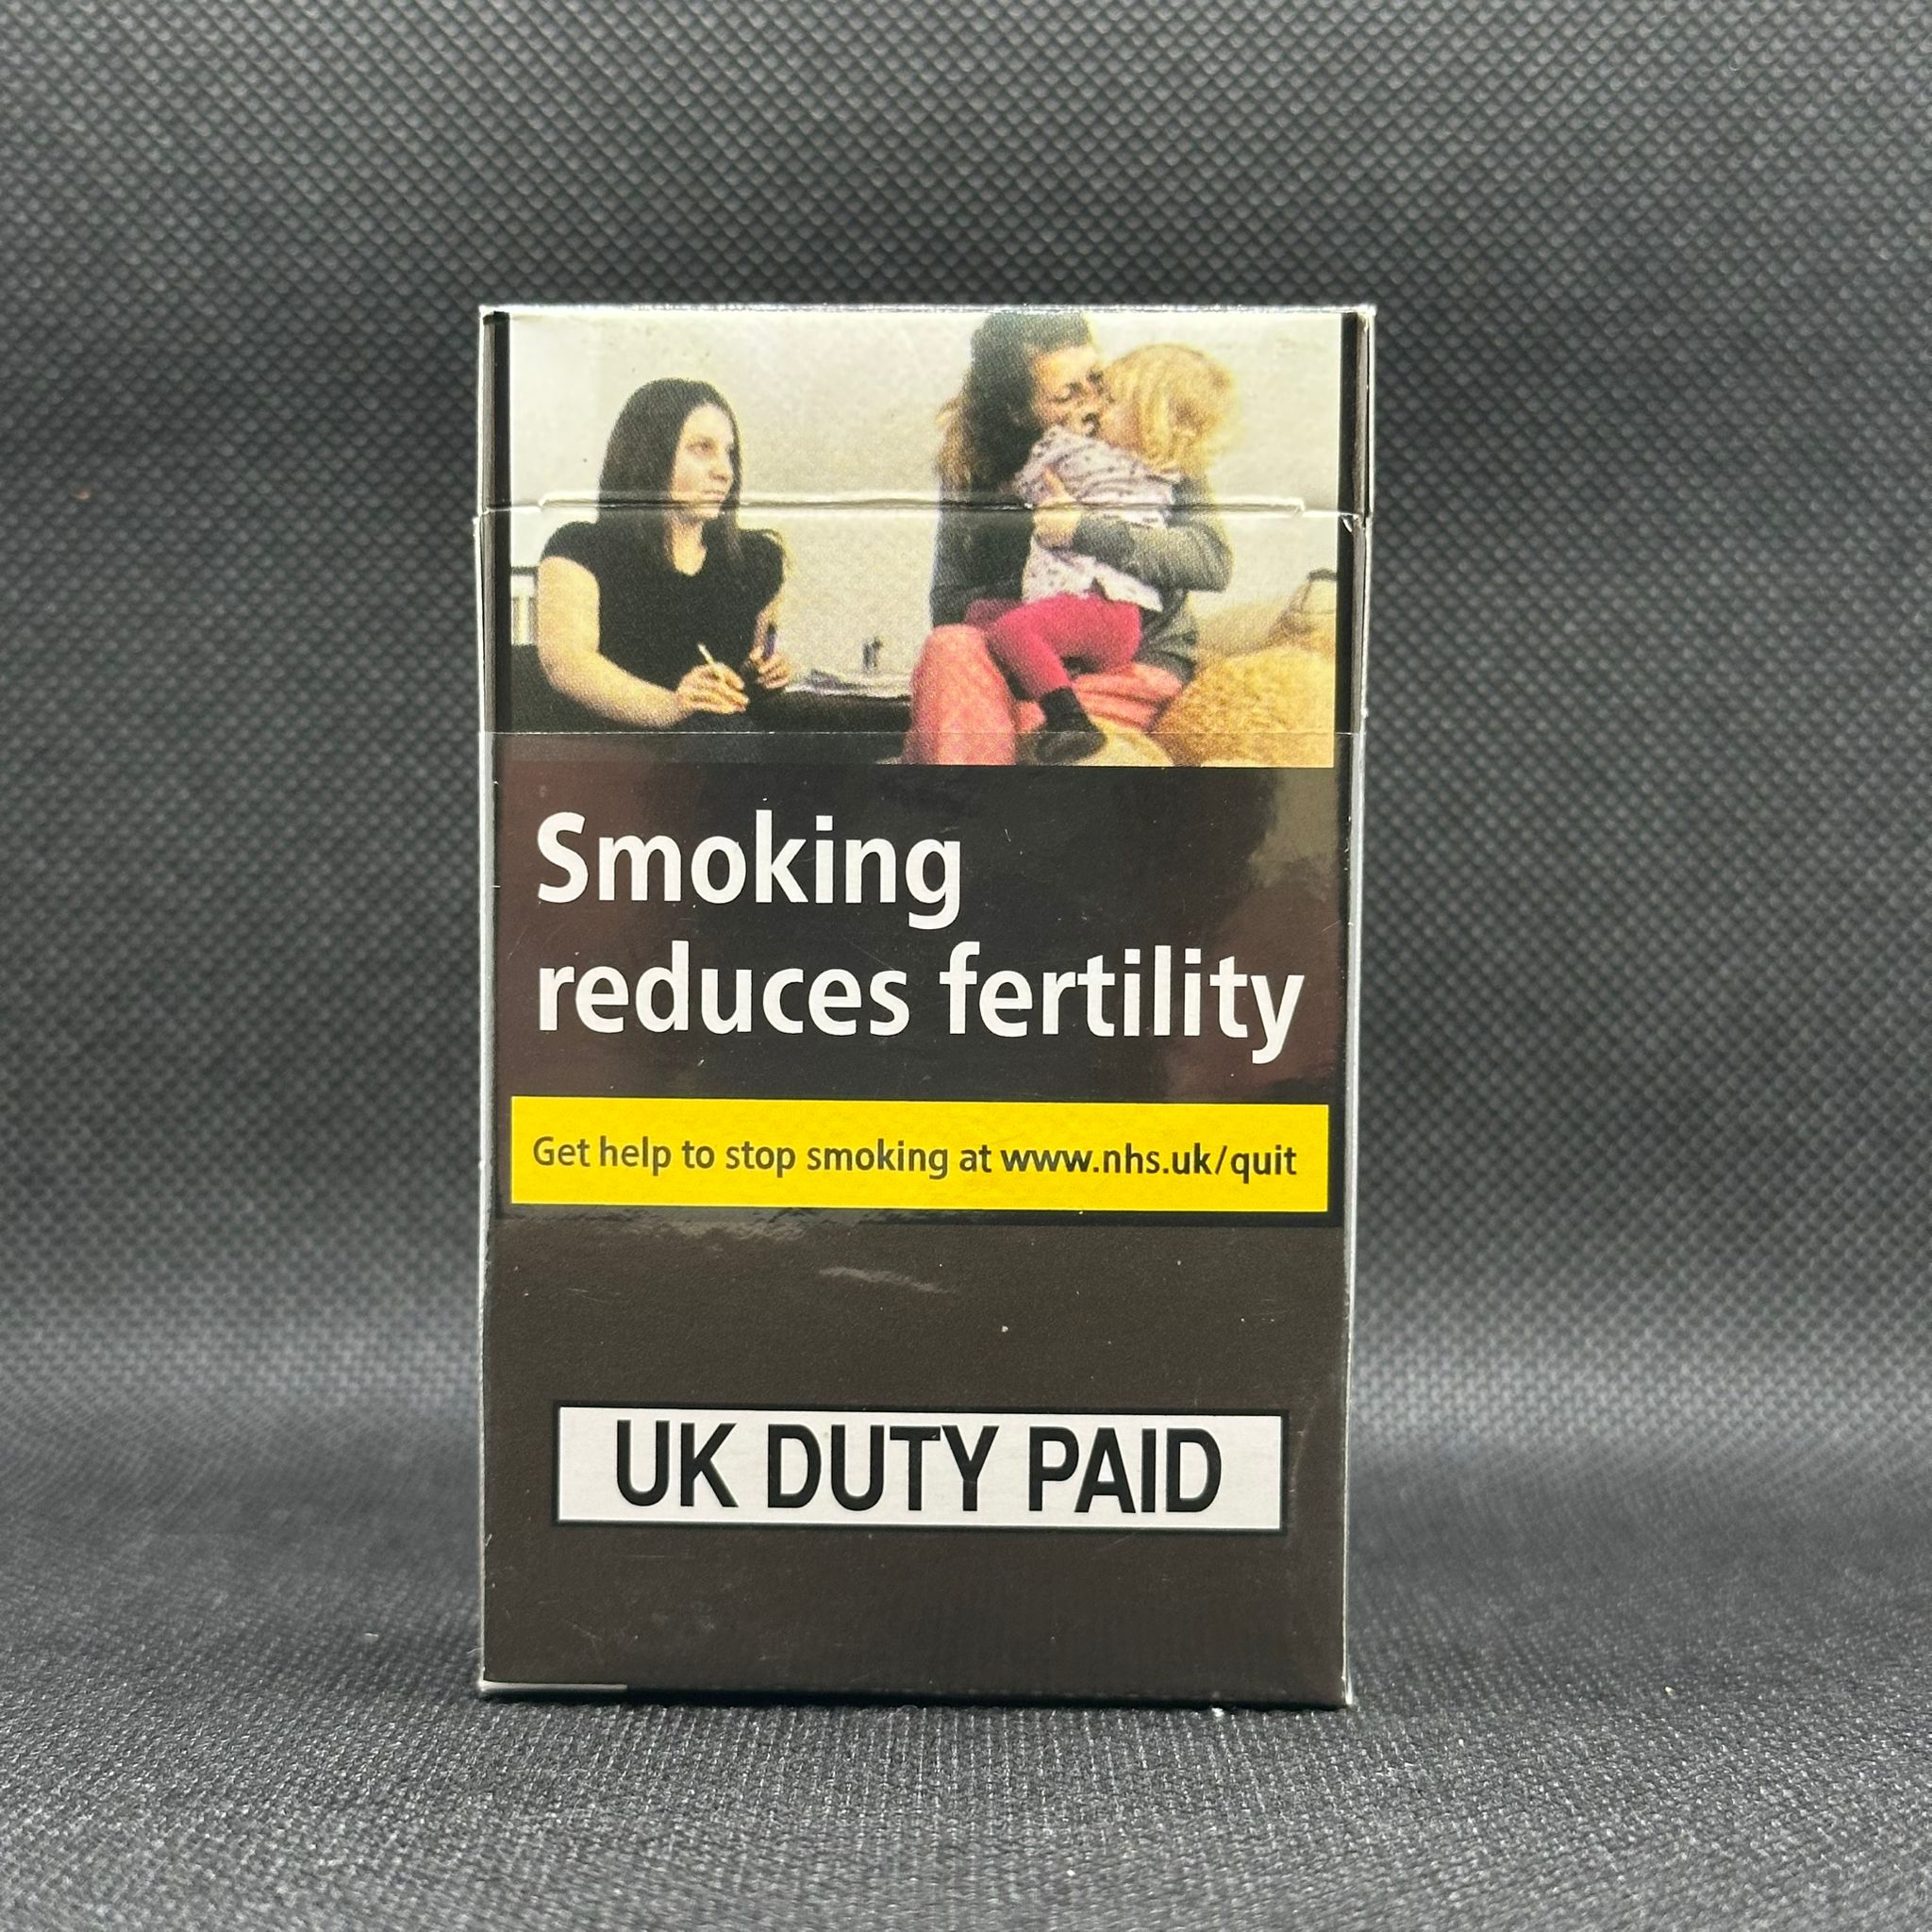 Smoking
reduces fertility
Get help to stop smoking at www.nhs.uk/quit
UK DUTY PAID